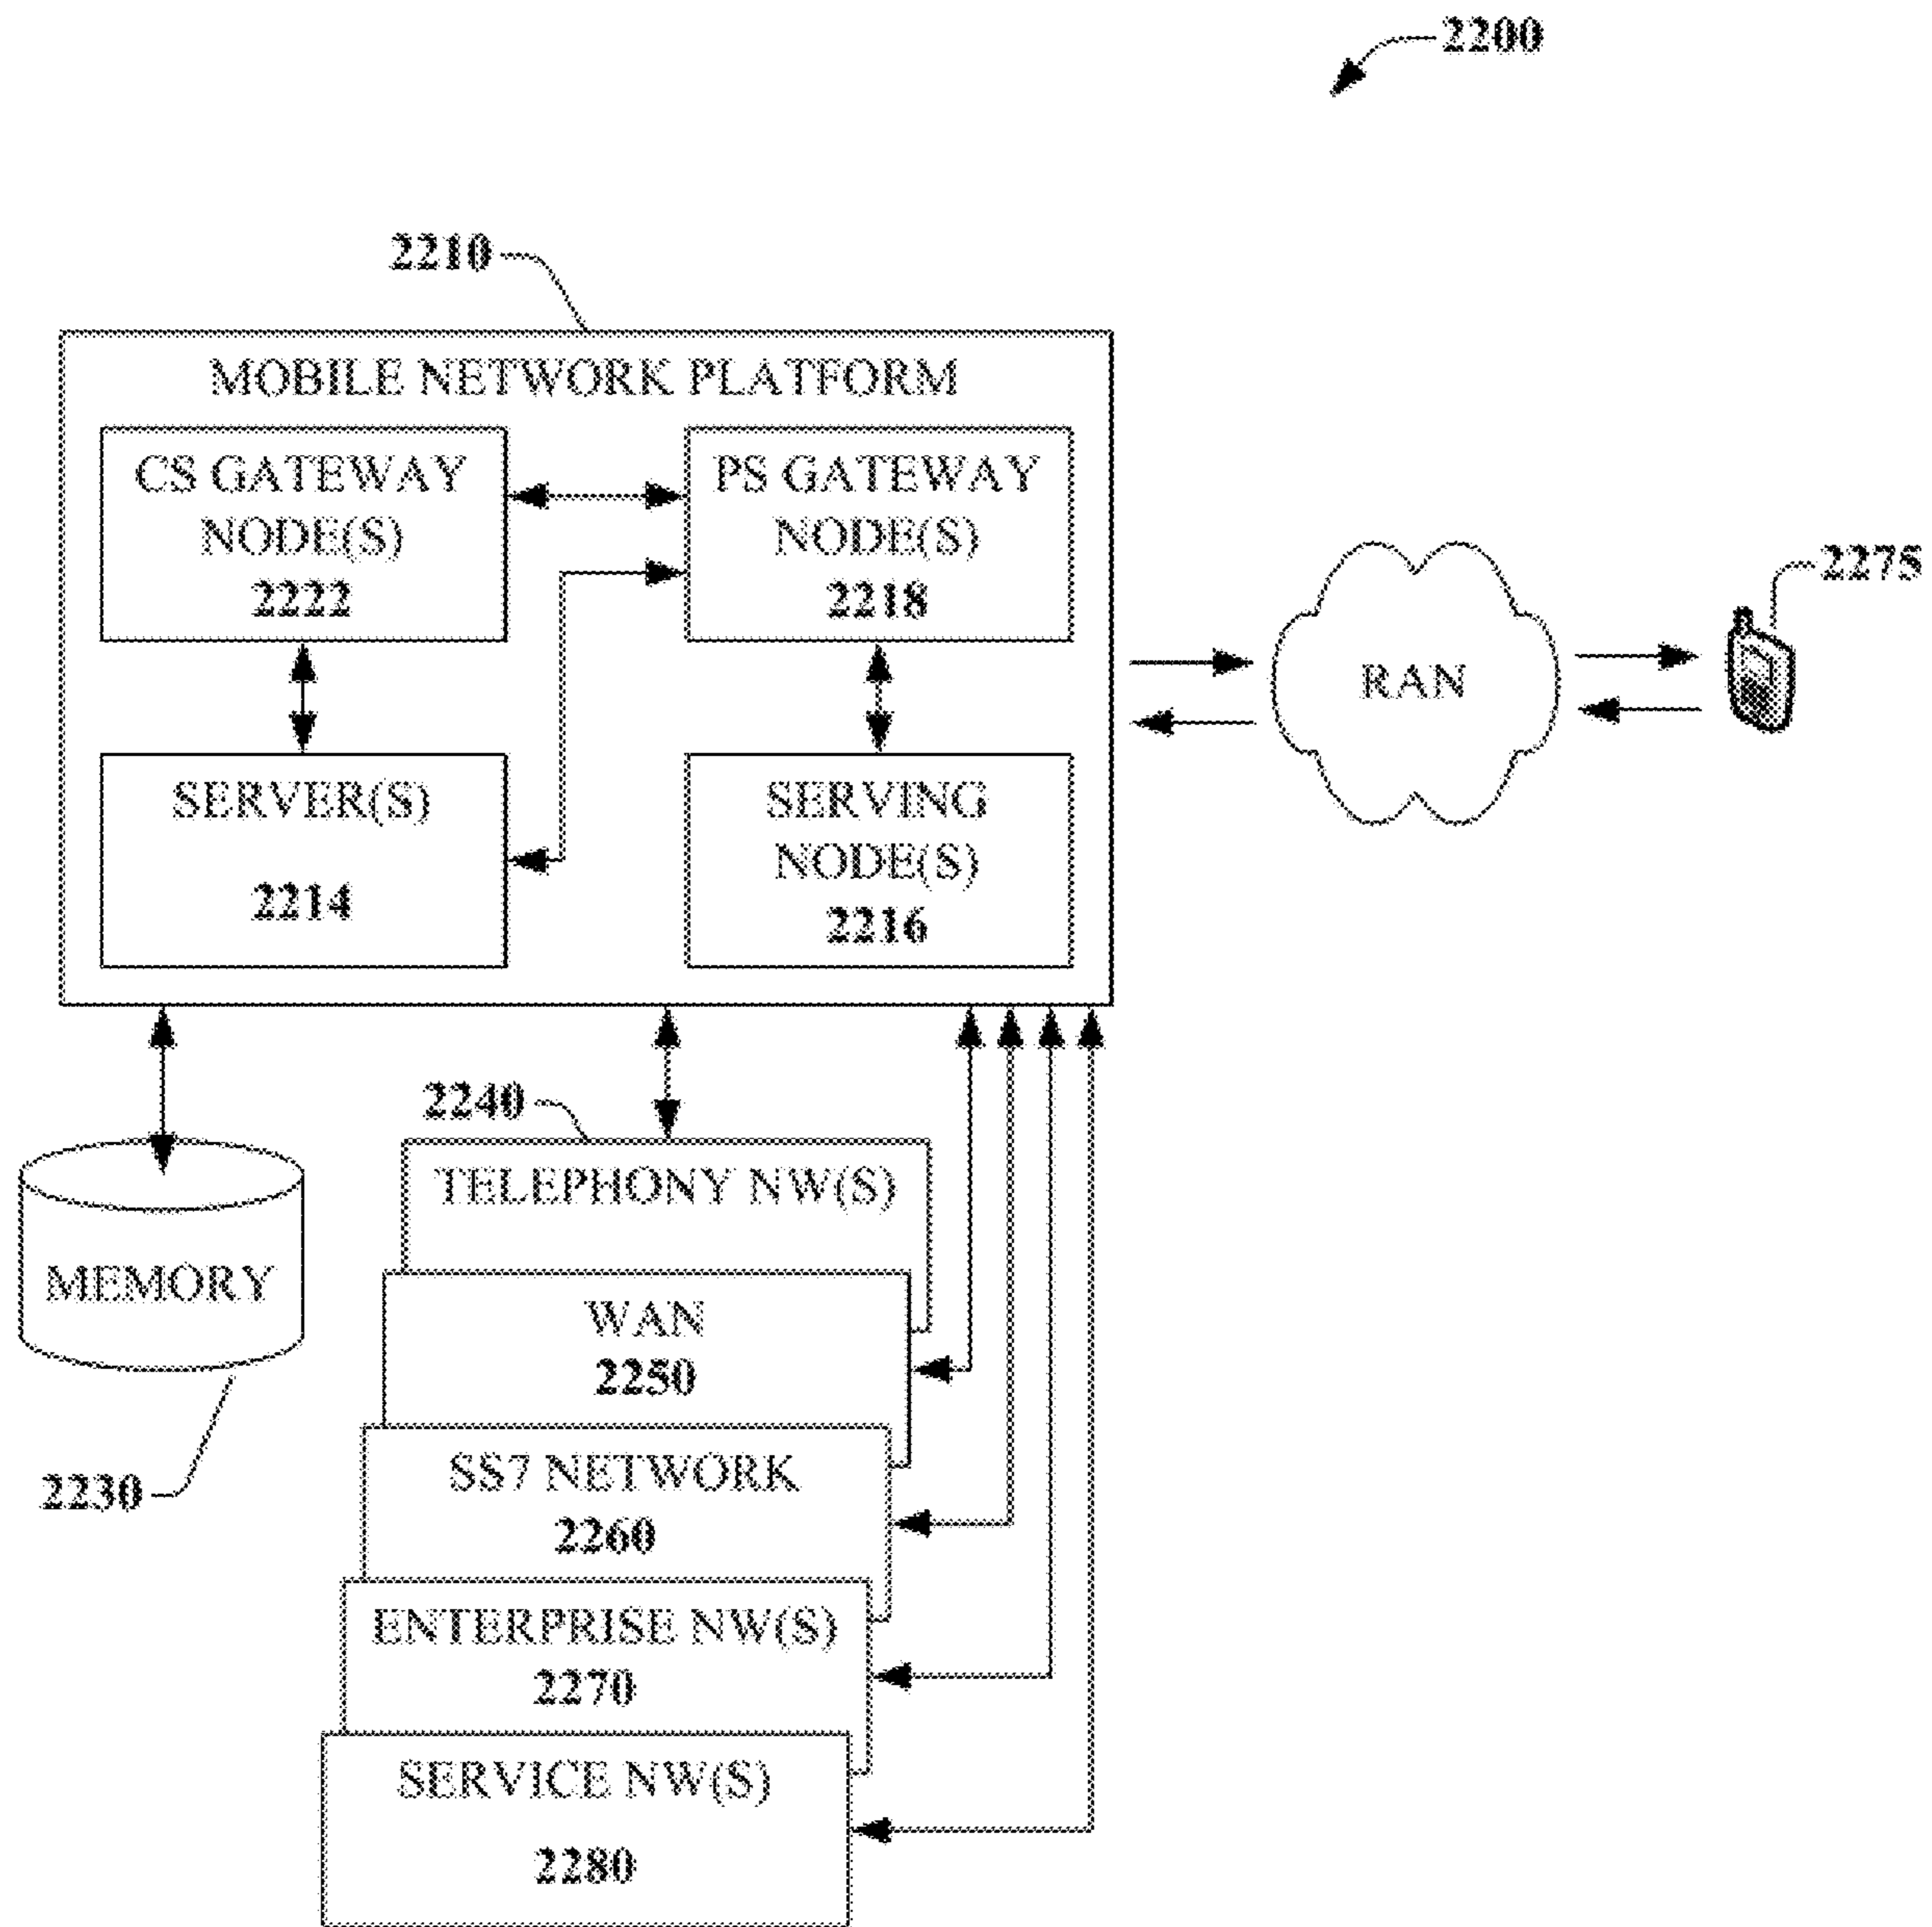 2200
2210
MOBILE NETWORK PLATFORM
CS GATEWAY
NODE(S)
2222
PS GATEWAY
NODE(S)
2218
SERVER(S)
2214
SERVING
NODE(S)
2216
RAN
2275
2240
TELEPHONY NW(S)
MEMORY
2230
WAN
2250
SS7 NETWORK
2260
ENTERPRISE NW(S)
2270
SERVICE NW(S)
2280